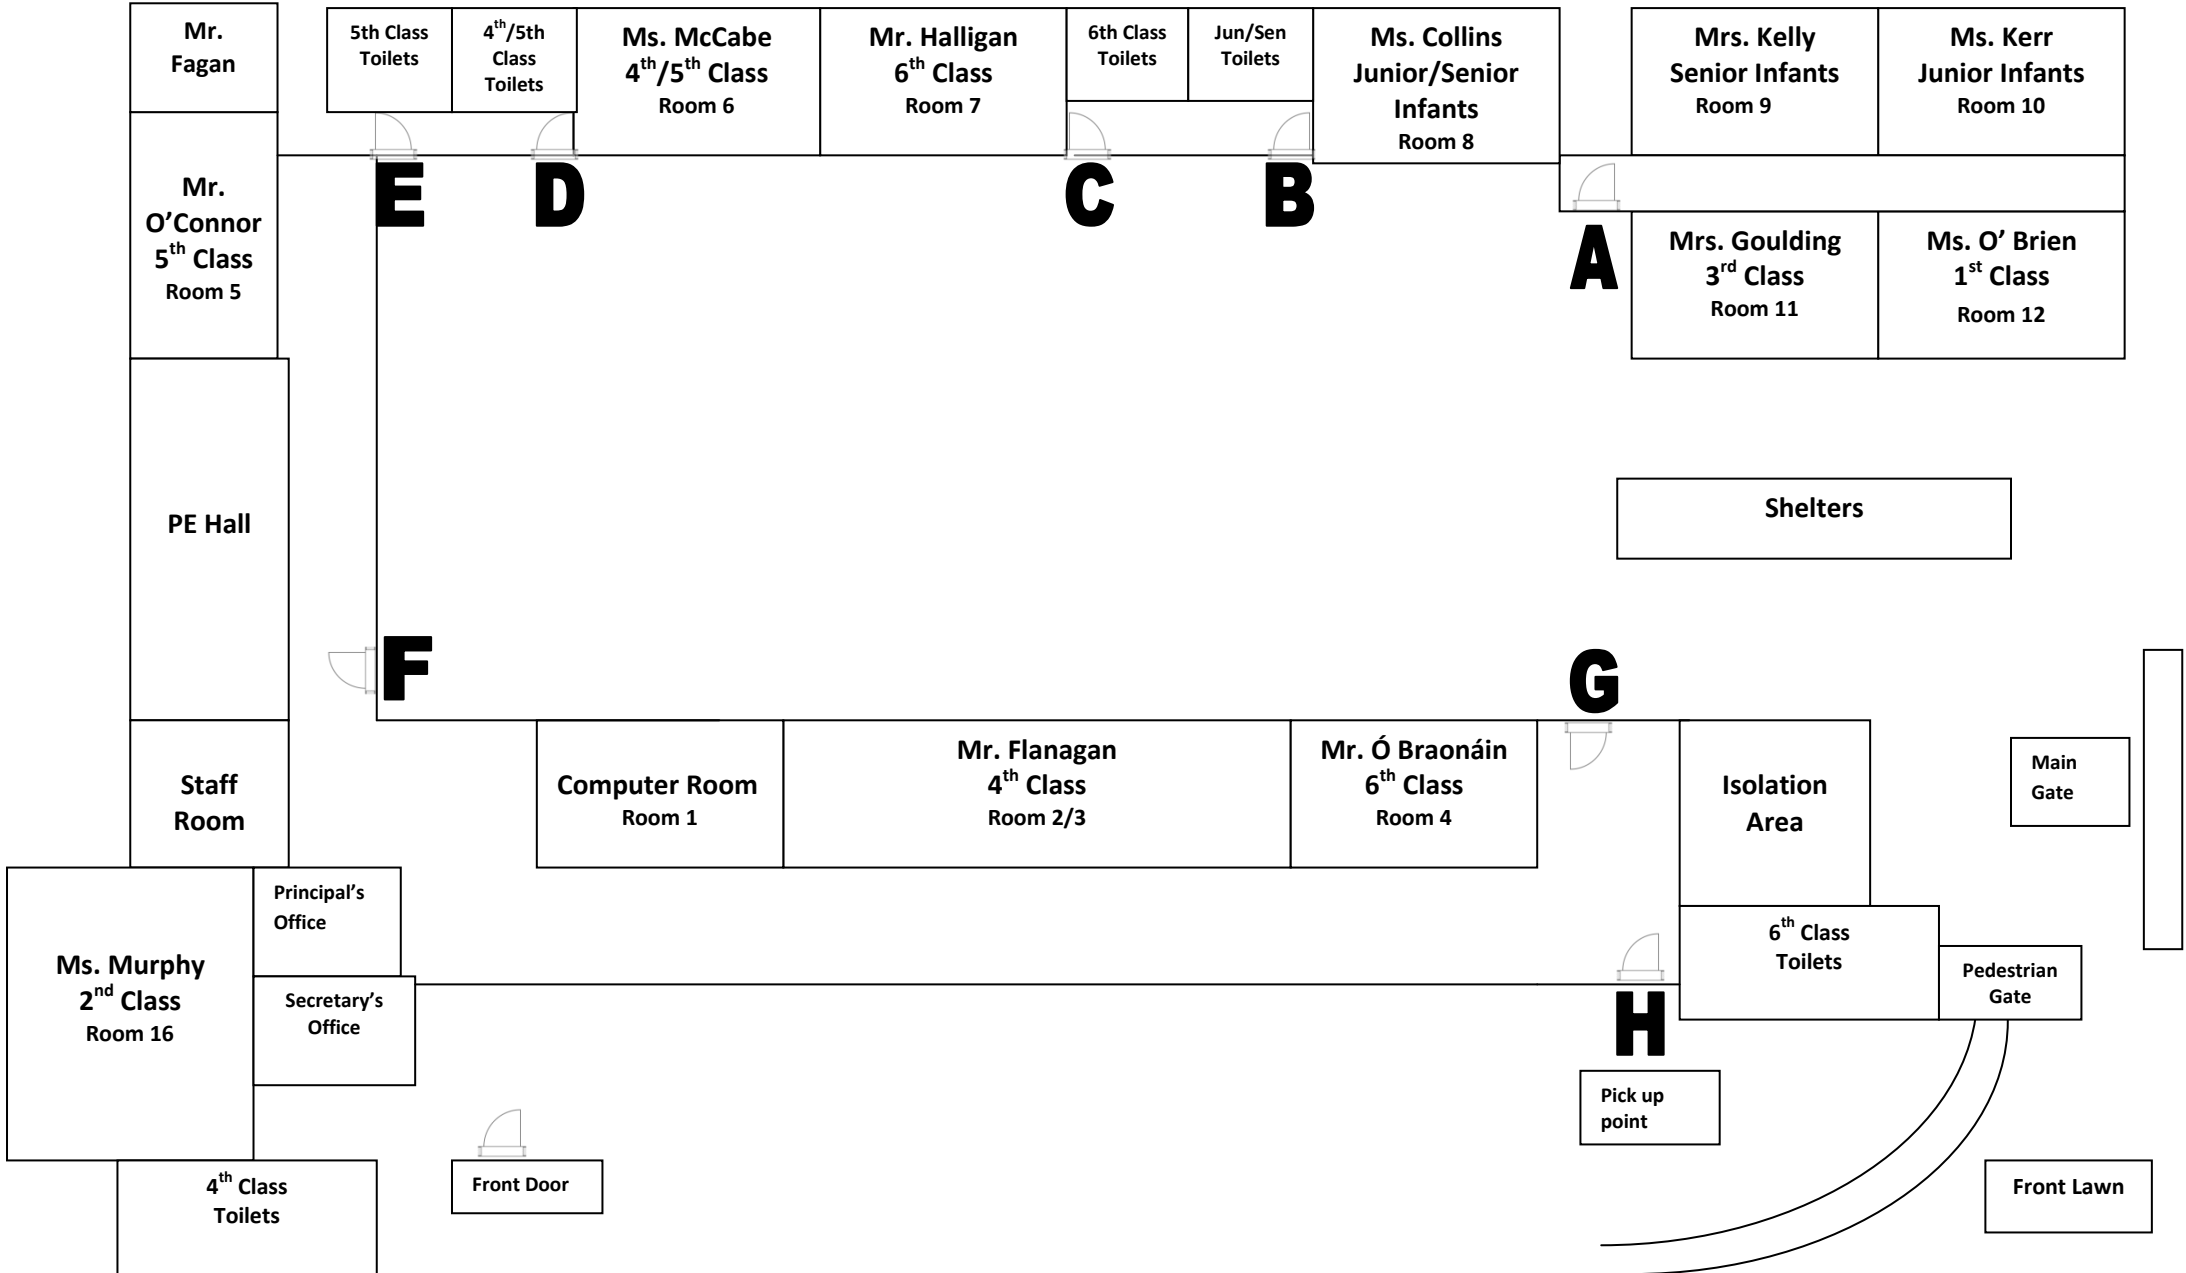 Mr.
Fagan
5th Class
Toilets
4th/5th
Class
Toilets
Ms. McCabe
4th/5th Class
Room 6
Mr. Halligan
6th Class
Room 7
6th Class
Toilets
Jun/Sen
Toilets
Ms. Collins
Junior/Senior
Infants
Room 8
Mrs. Kelly
Senior Infants
Room 9
Ms. Kerr
Junior Infants
Room 10
Mr.
O’Connor
5th Class
Room 5
E
D
C
B
A
Mrs. Goulding
3rd Class
Room 11
Ms. O’ Brien
1st Class
Room 12
PE Hall
Shelters
F
G
Staff
Room
Computer Room
Room 1
Mr. Flanagan
4th Class
Room 2/3
Mr. Ó Braonáin
6th Class
Room 4
Isolation
Area
Main
Gate
Principal’s
Office
Ms. Murphy
2nd Class
Room 16
Secretary’s
Office
6th Class
Toilets
Pedestrian
Gate
H
Pick up
point
4th Class
Toilets
Front Door
Front Lawn